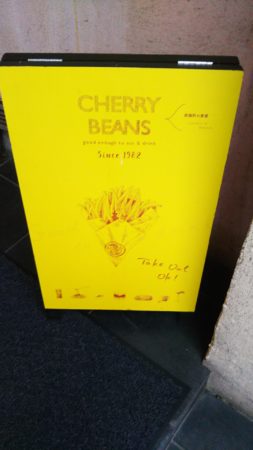 CHERRY
BEANS
good enough to eat & drink
Since 1982
Take Out
Ok!